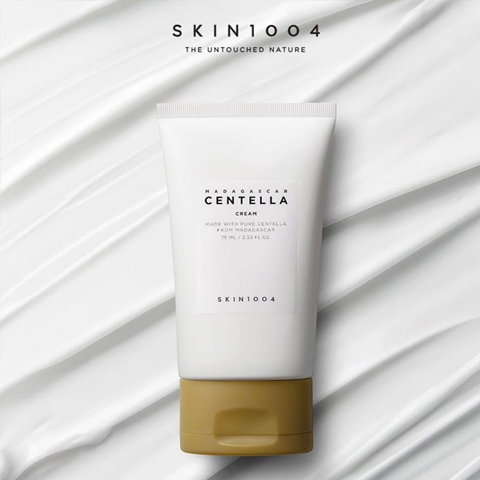 SKIN1004
THE UNTOUCHED NATURE
MADAGASCAR
CENTELLA
CREAM
MADE WITH PURE CENTELLA
FROM MADAGASCAR
75 ML / 2.53 FL.OZ.
SKIN1004